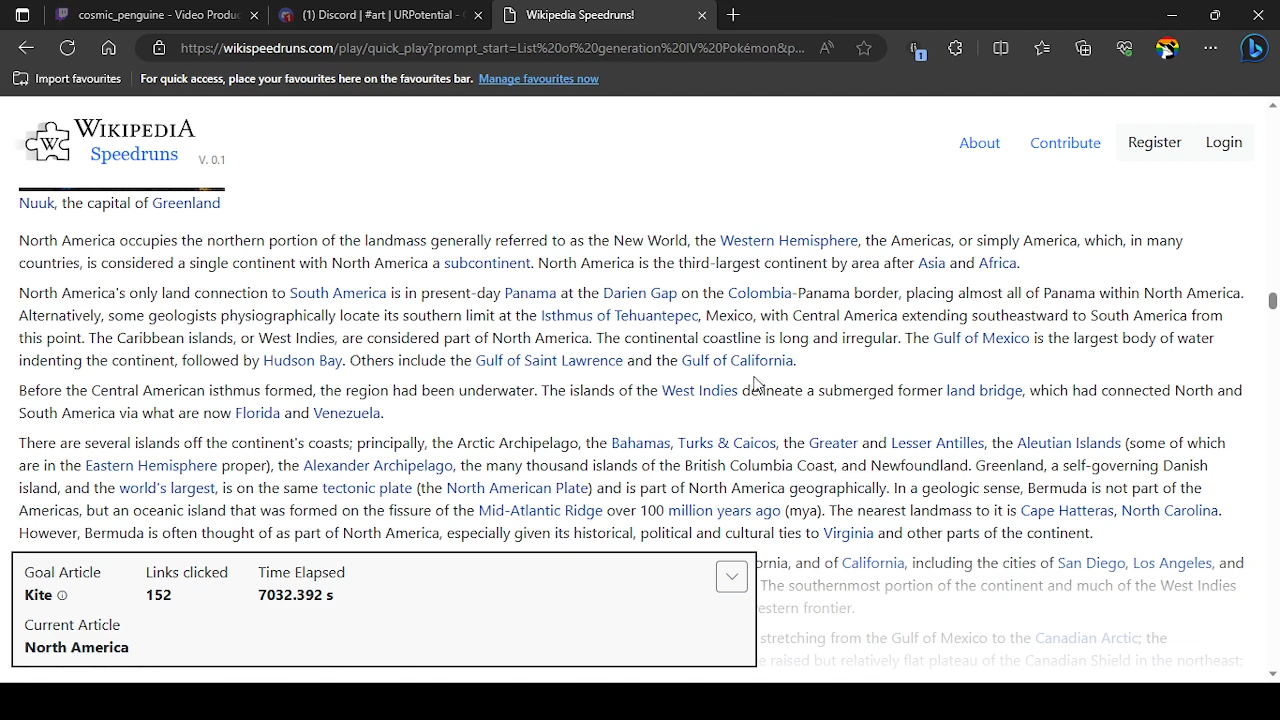 cosmic_penguine - Video Produc
(1) Discord | #art | URPotential -
Wikipedia Speedruns!
https://wikispeedruns.com/play/quick_play?prompt_start=List%20of%20generation%20IV%20Pokémon&p...
1
Import favourites
For quick access, place your favourites here on the favourites bar. Manage favourites now
WIKIPEDIA
Speedruns V. 0.1
About Contribute Register Login
Nuuk, the capital of Greenland
North America occupies the northern portion of the landmass generally referred to as the New World, the Western Hemisphere, the Americas, or simply America, which, in many
countries, is considered a single continent with North America a subcontinent. North America is the third-largest continent by area after Asia and Africa.
North America's only land connection to South America is in present-day Panama at the Darien Gap on the Colombia-Panama border, placing almost all of Panama within North America.
Alternatively, some geologists physiographically locate its southern limit at the Isthmus of Tehuantepec, Mexico, with Central America extending southeastward to South America from
this point. The Caribbean islands, or West Indies, are considered part of North America. The continental coastline is long and irregular. The Gulf of Mexico is the largest body of water
indenting the continent, followed by Hudson Bay. Others include the Gulf of Saint Lawrence and the Gulf of California.
Before the Central American isthmus formed, the region had been underwater. The islands of the West Indies delineate a submerged former land bridge, which had connected North and
South America via what are now Florida and Venezuela.
There are several islands off the continent's coasts; principally, the Arctic Archipelago, the Bahamas, Turks & Caicos, the Greater and Lesser Antilles, the Aleutian Islands (some of which
are in the Eastern Hemisphere proper), the Alexander Archipelago, the many thousand islands of the British Columbia Coast, and Newfoundland. Greenland, a self-governing Danish
island, and the world's largest, is on the same tectonic plate (the North American Plate) and is part of North America geographically. In a geologic sense, Bermuda is not part of the
Americas, but an oceanic island that was formed on the fissure of the Mid-Atlantic Ridge over 100 million years ago (mya). The nearest landmass to it is Cape Hatteras, North Carolina.
However, Bermuda is often thought of as part of North America, especially given its historical, political and cultural ties to Virginia and other parts of the continent.
ornia, and of California, including the cities of San Diego, Los Angeles, and
The southernmost portion of the continent and much of the West Indies
estern frontier.
stretching from the Gulf of Mexico to the Canadian Arctic; the
e raised but relatively flat plateau of the Canadian Shield in the northeast;
Goal Article Links clicked Time Elapsed
Kite 152 7032.392 s
Current Article
North America